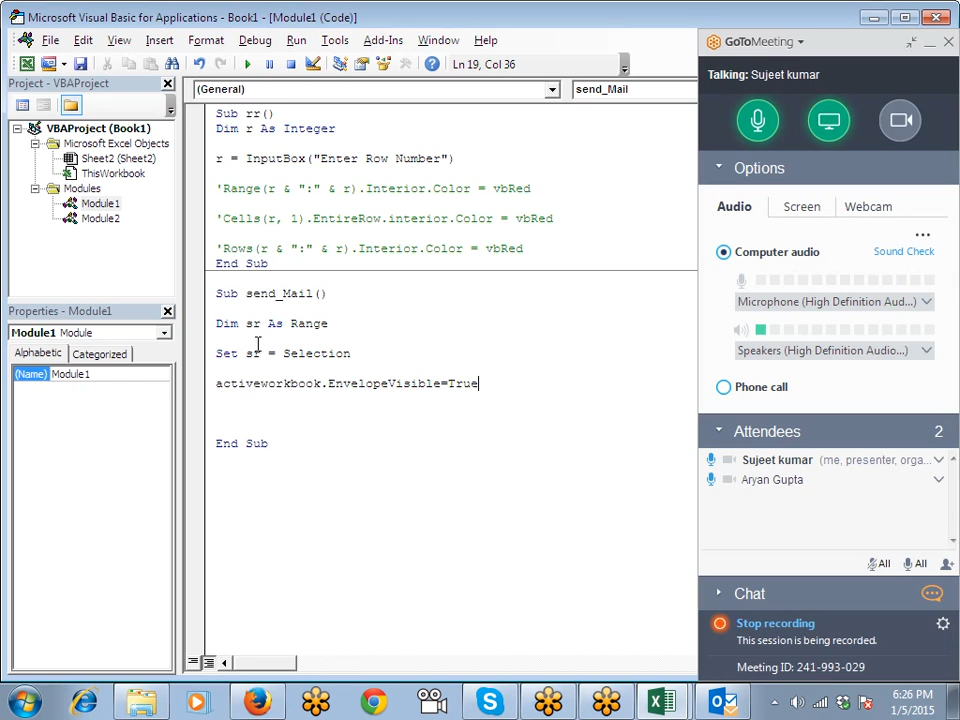 Microsoft Visual Basic for Applications - Book1 - [Module1 (Code)]
File Edit View Insert Format Debug Run Tools Add-Ins Window Help
Ln 19, Col 36
Project - VBAProject
VBAProject (Book1)
Microsoft Excel Objects
Sheet2 (Sheet2)
ThisWorkbook
Modules
Module1
Module2
Properties - Module1
Module1 Module
Alphabetic Categorized
(Name) Module1
(General)
send_Mail
Sub rr()
Dim r As Integer
r = InputBox("Enter Row Number")
'Range(r & ":" & r).Interior.Color = vbRed
'Cells(r, 1).EntireRow.interior.Color = vbRed
'Rows(r & ":" & r).Interior.Color = vbRed
End Sub
Sub send_Mail()
Dim sr As Range
Set sr = Selection
activeworkbook.EnvelopeVisible=True
End Sub
GoToMeeting
Talking: Sujeet kumar
Options
Audio Screen Webcam
Computer audio Sound Check
Microphone (High Definition Aud...)
Speakers (High Definition Audio...)
Phone call
Attendees 2
Sujeet kumar (me, presenter, orga...
Aryan Gupta
All All
Chat
Stop recording
This session is being recorded.
Meeting ID: 241-993-029
6:26 PM
1/5/2015